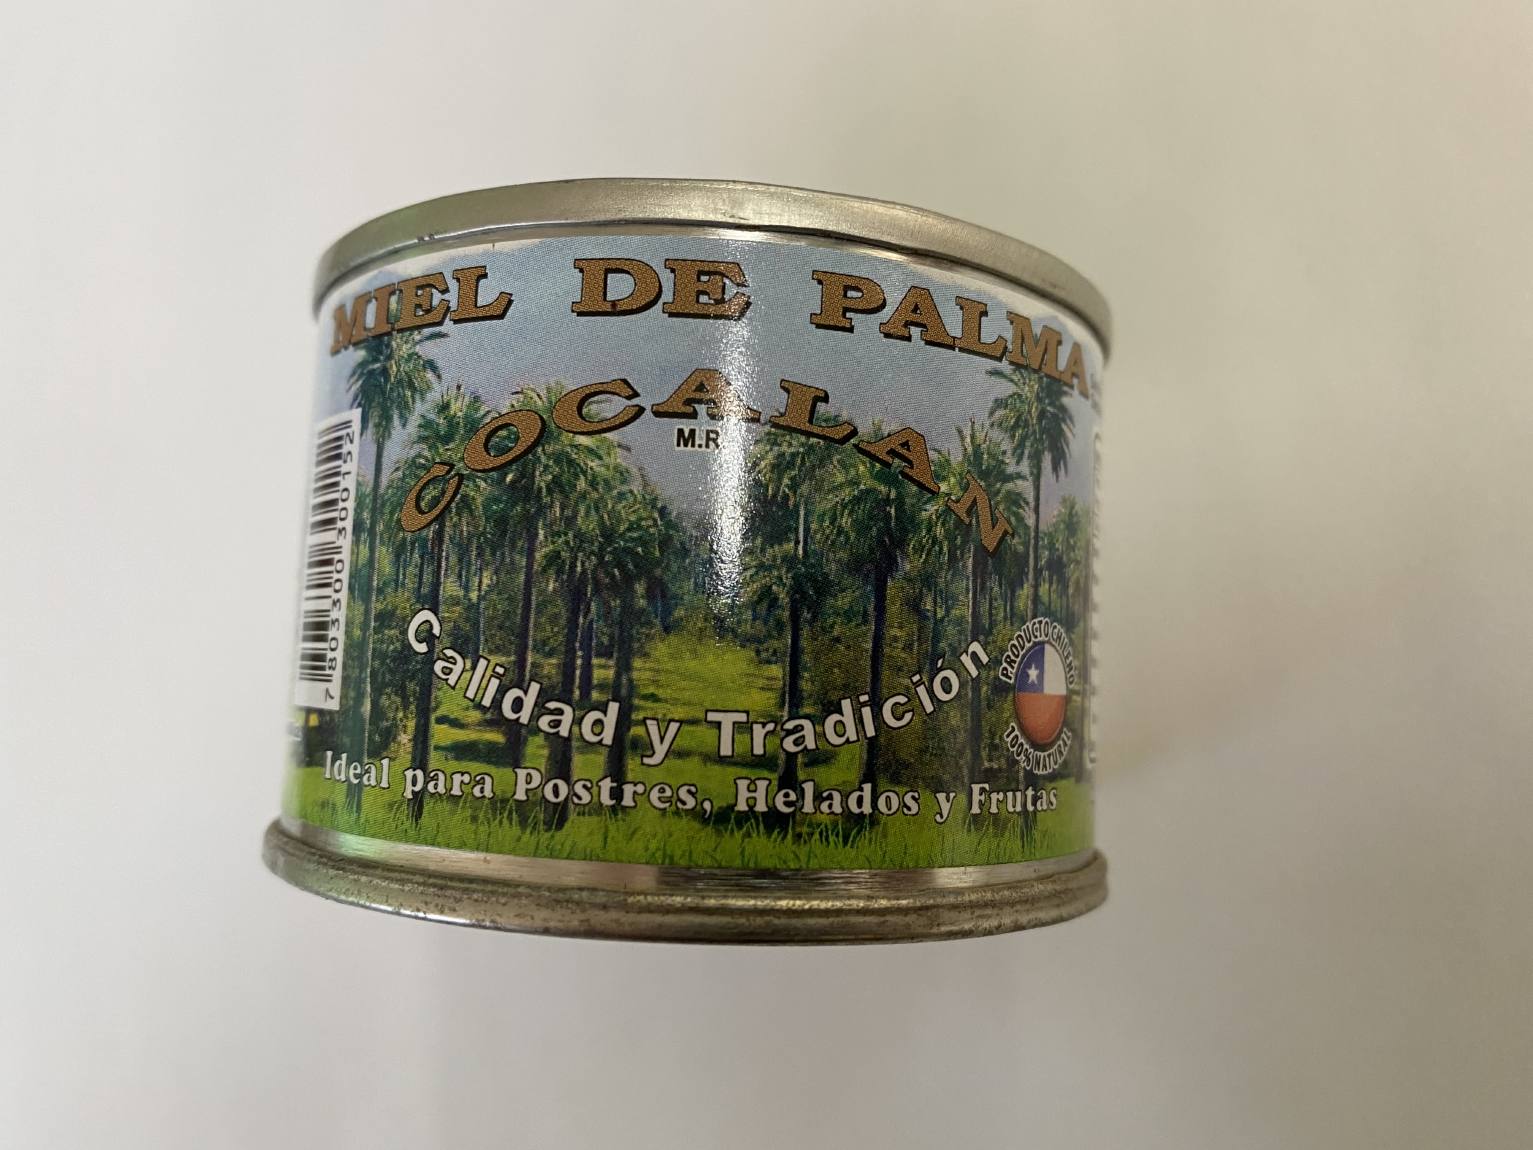 MIEL DE PALMA
COCALAN
M.R
Calidad y Tradición
Ideal para Postres, Helados y Frutas
PRODUCTO CHILENO
100% NATURAL
7 803300 300152